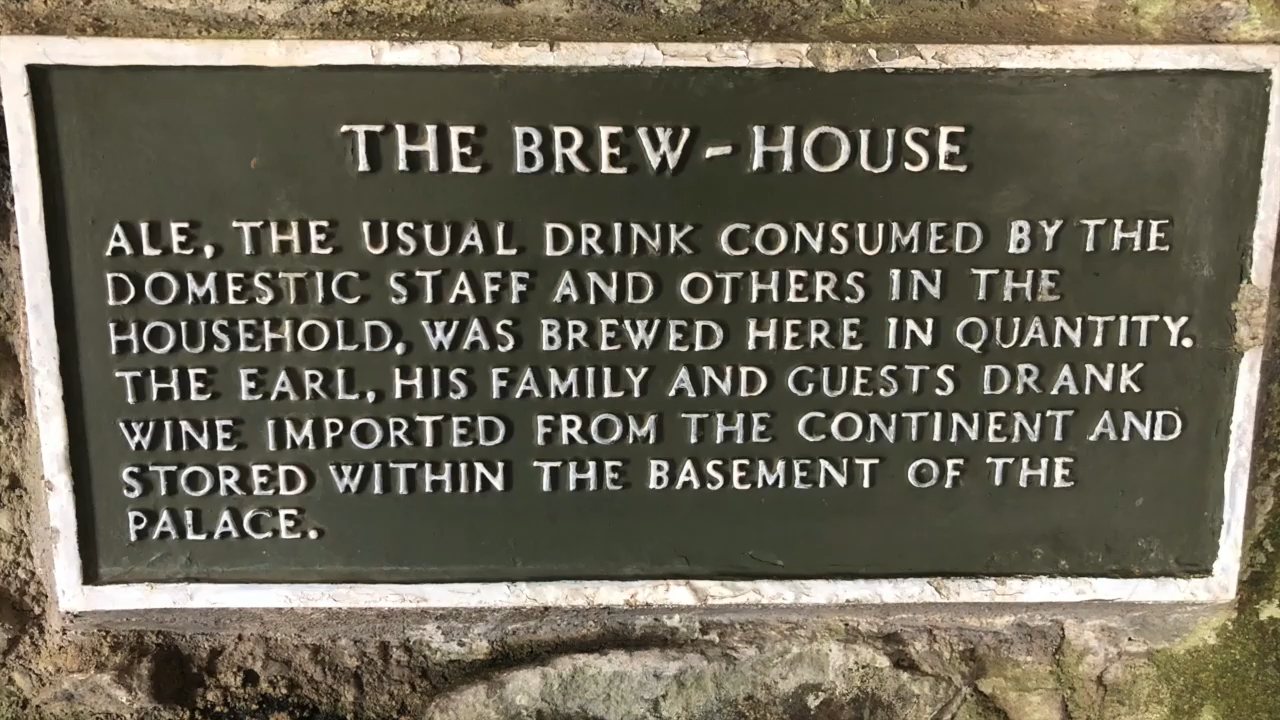 THE BREW-HOUSE
ALE, THE USUAL DRINK CONSUMED BY THE
DOMESTIC STAFF AND OTHERS IN THE
HOUSEHOLD, WAS BREWED HERE IN QUANTITY.
THE EARL, HIS FAMILY AND GUESTS DRANK
WINE IMPORTED FROM THE CONTINENT AND
STORED WITHIN THE BASEMENT OF THE
PALACE.